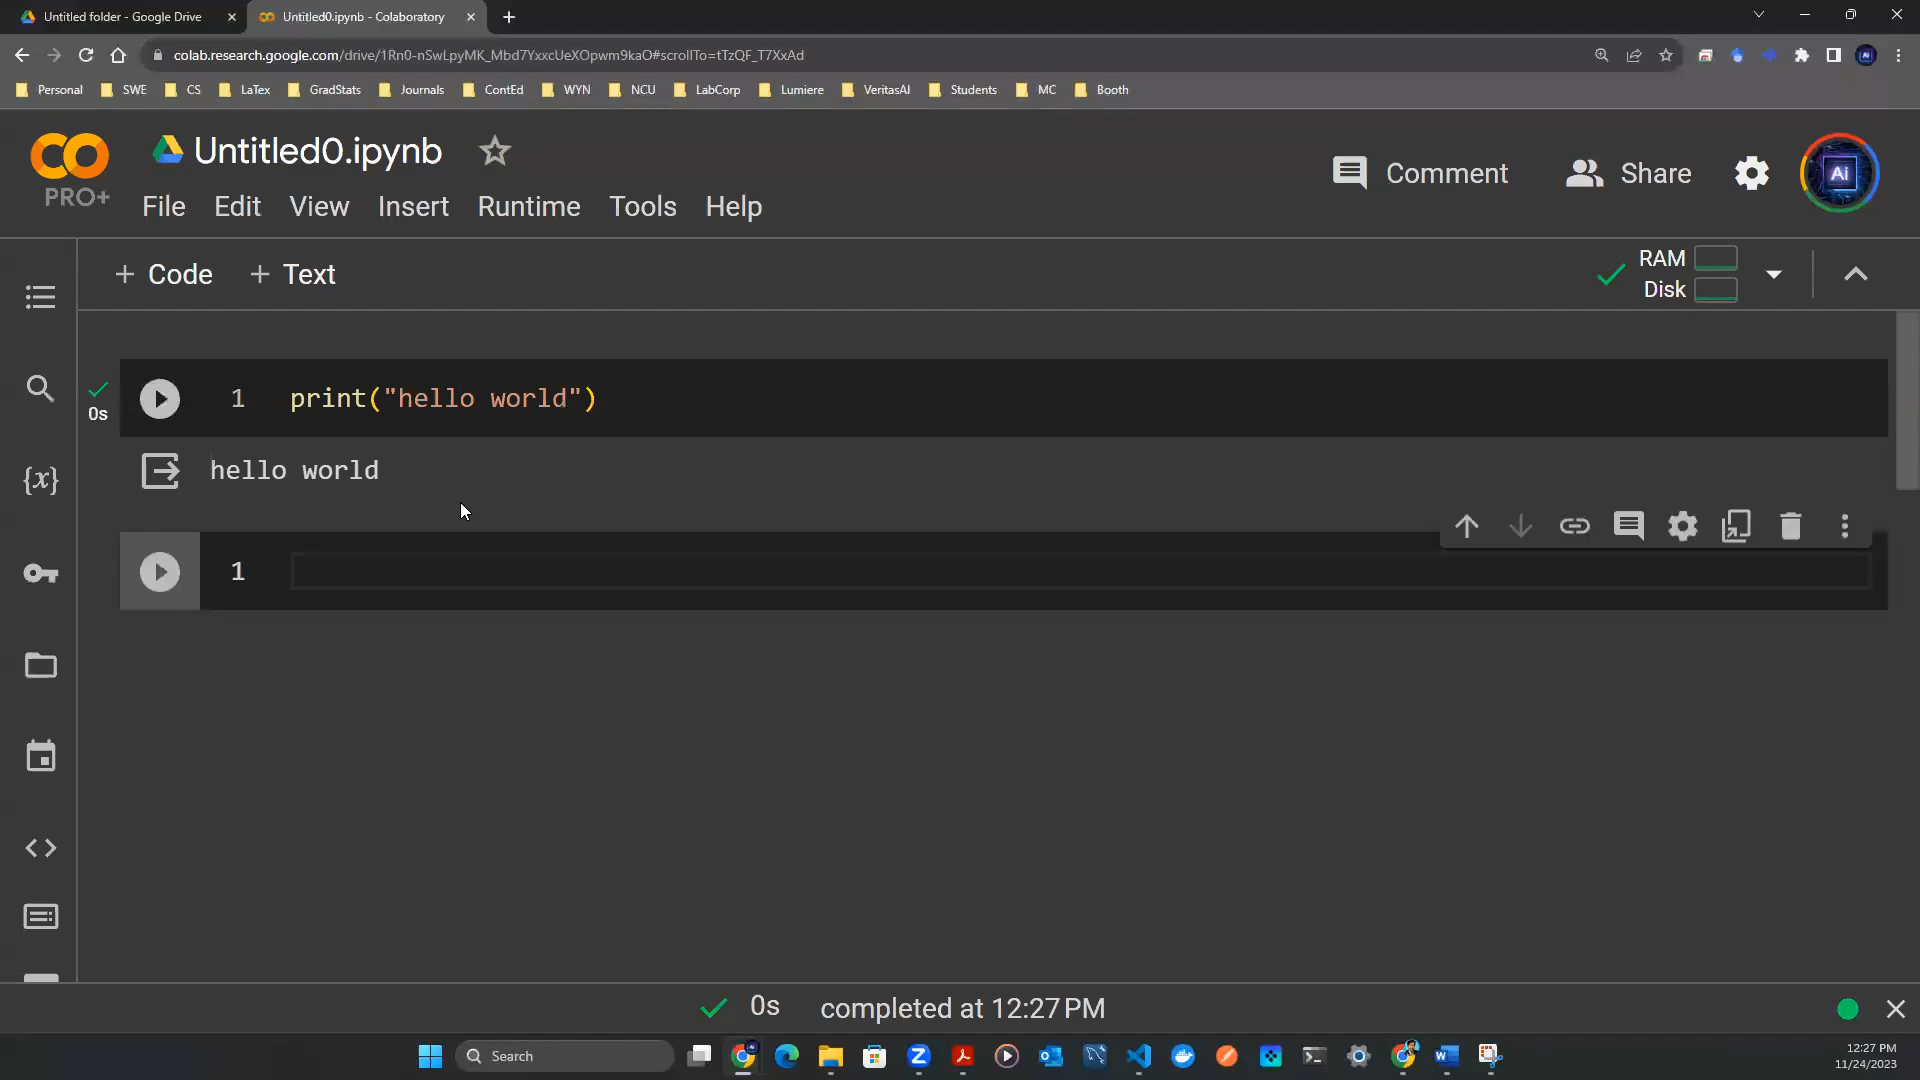 Untitled folder - Google Drive
Untitled0.ipynb - Colaboratory
colab.research.google.com/drive/1Rn0-nSwLpyMK_Mbd7YxxcUeXOpwm9kaO#scrollTo=tTzQF_T7XxAd
Personal SWE CS LaTex GradStats Journals ContEd WYN NCU LabCorp Lumiere VeritasAI Students MC Booth
Untitled0.ipynb
PRO+
File Edit View Insert Runtime Tools Help
Comment
Share
Ai
+ Code + Text
RAM
Disk
0s
1 print("hello world")
hello world
{x}
1
0s completed at 12:27 PM
Search
12:27 PM
11/24/2023